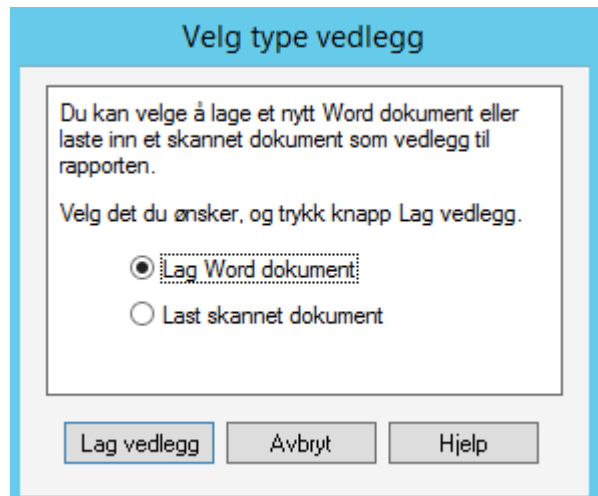 Velg type vedlegg
Du kan velge å lage et nytt Word dokument eller
laste inn et skannet dokument som vedlegg til
rapporten.
Velg det du ønsker, og trykk knapp Lag vedlegg.
Lag Word dokument
Last skannet dokument
Lag vedlegg Avbryt Hjelp